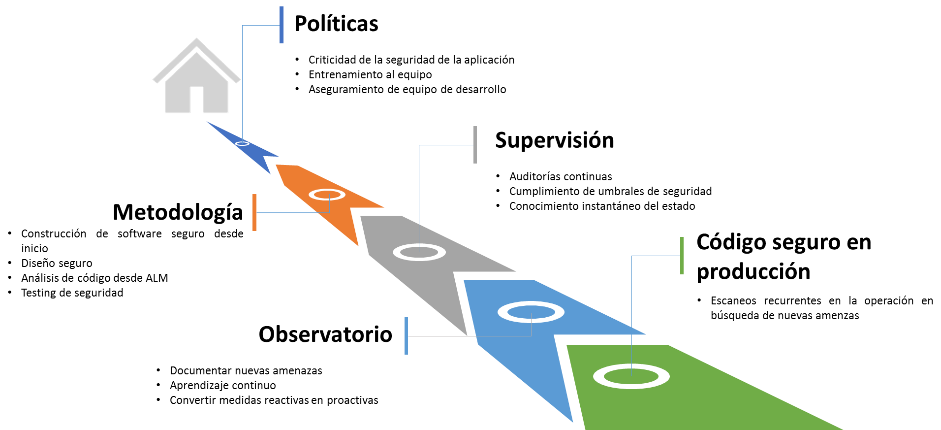 Políticas
• Criticidad de la seguridad de la aplicación
• Entrenamiento al equipo
• Aseguramiento de equipo de desarrollo
Supervisión
• Auditorías continuas
• Cumplimiento de umbrales de seguridad
• Conocimiento instantáneo del estado
Metodología
• Construcción de software seguro desde
inicio
• Diseño seguro
• Análisis de código desde ALM
• Testing de seguridad
Código seguro en
producción
• Escaneos recurrentes en la operación en
búsqueda de nuevas amenzas
Observatorio
• Documentar nuevas amenazas
• Aprendizaje continuo
• Convertir medidas reactivas en proactivas